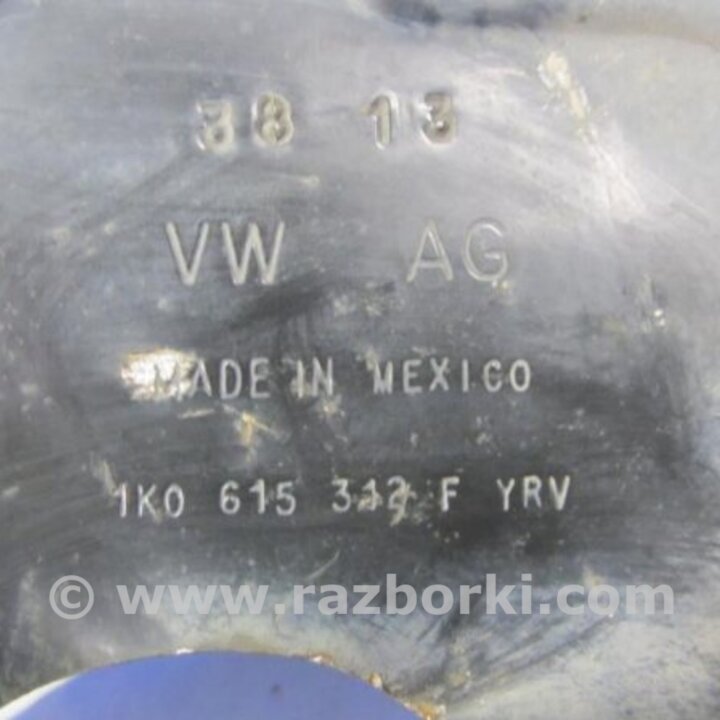 38 13
VW AG
MADE IN MEXICO
1K0 615 312 F YRV
© www.razborki.com